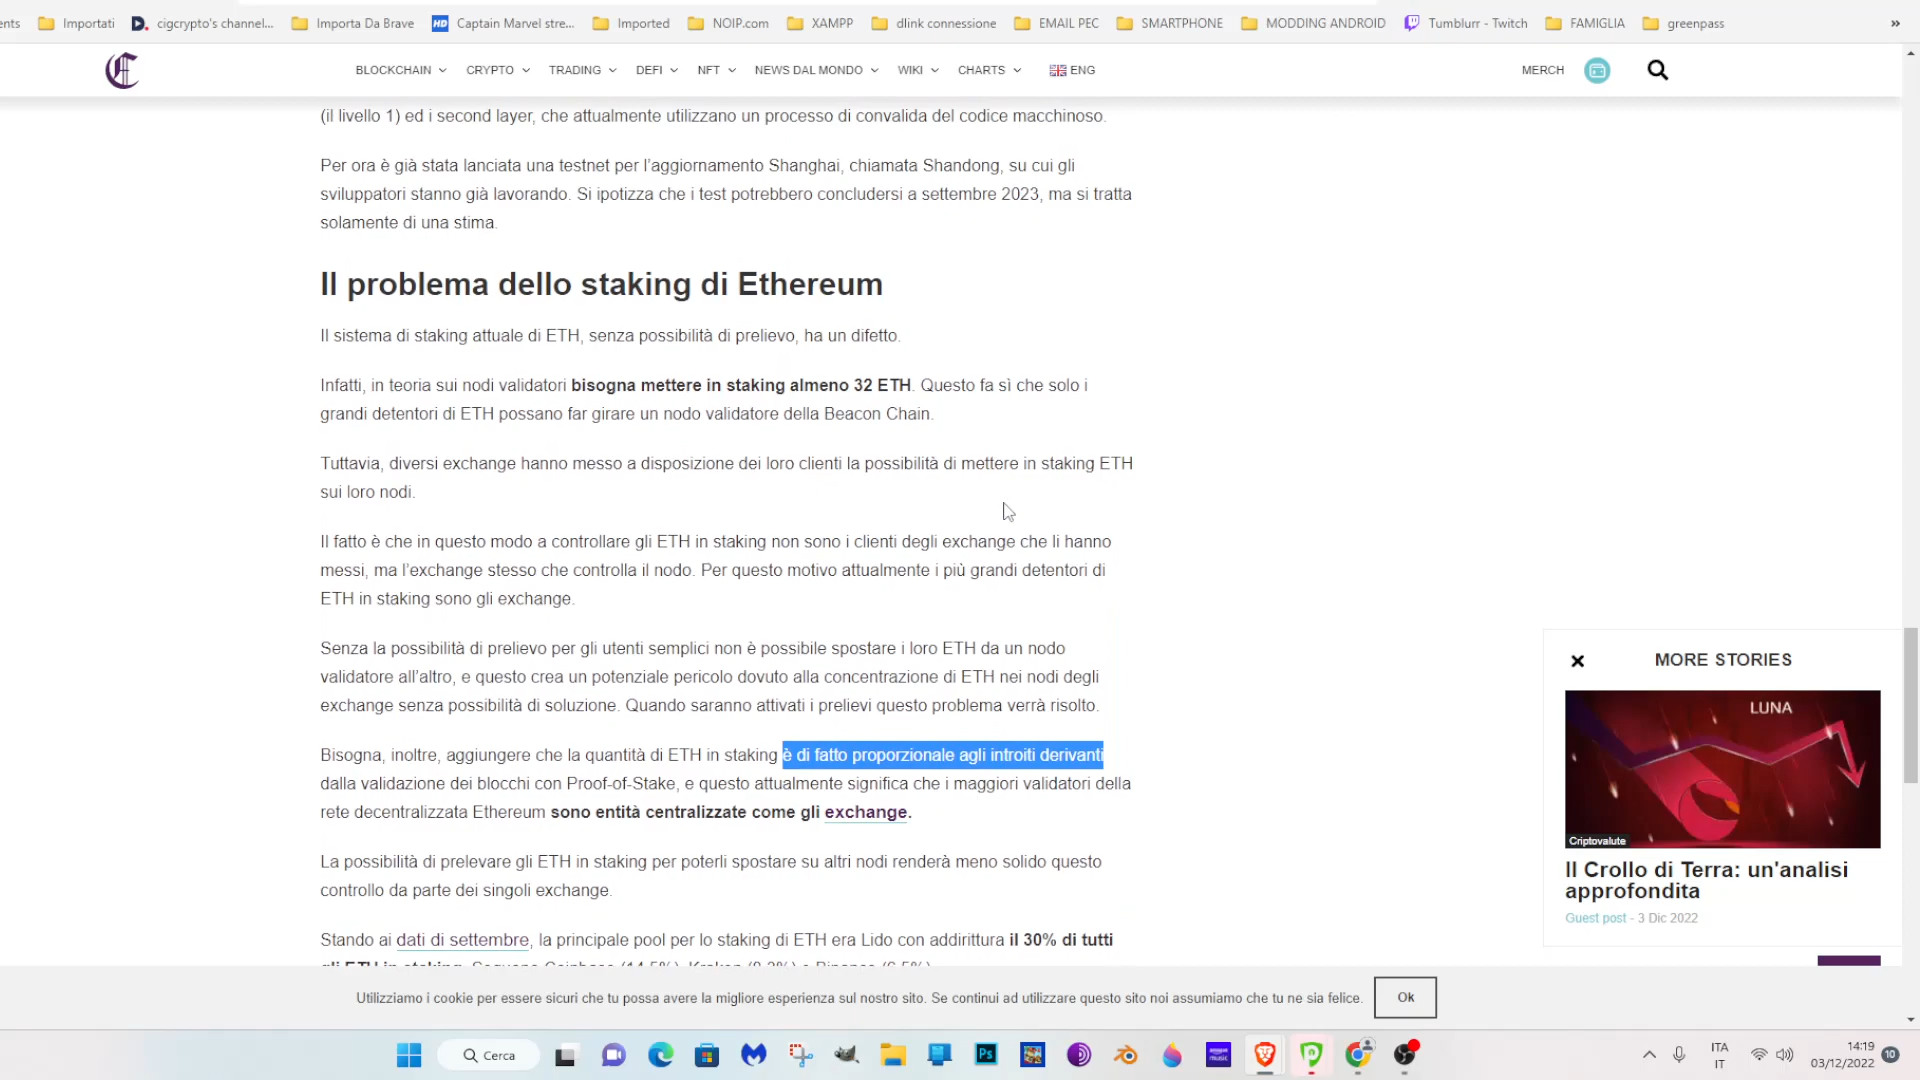 ents Importati cigcrypto's channel... Importa Da Brave Captain Marvel stre... Imported NOIP.com XAMPP dlink connessione EMAIL PEC SMARTPHONE MODDING ANDROID Tumblurr - Twitch FAMIGLIA greenpass »
BLOCKCHAIN CRYPTO TRADING DEFI NFT NEWS DAL MONDO WIKI CHARTS ENG MERCH
(il livello 1) ed i second layer, che attualmente utilizzano un processo di convalida del codice macchinoso.
Per ora è già stata lanciata una testnet per l'aggiornamento Shanghai, chiamata Shandong, su cui gli
sviluppatori stanno già lavorando. Si ipotizza che i test potrebbero concludersi a settembre 2023, ma si tratta
solamente di una stima.
Il problema dello staking di Ethereum
Il sistema di staking attuale di ETH, senza possibilità di prelievo, ha un difetto.
Infatti, in teoria sui nodi validatori bisogna mettere in staking almeno 32 ETH. Questo fa sì che solo i
grandi detentori di ETH possano far girare un nodo validatore della Beacon Chain.
Tuttavia, diversi exchange hanno messo a disposizione dei loro clienti la possibilità di mettere in staking ETH
sui loro nodi.
Il fatto è che in questo modo a controllare gli ETH in staking non sono i clienti degli exchange che li hanno
messi, ma l'exchange stesso che controlla il nodo. Per questo motivo attualmente i più grandi detentori di
ETH in staking sono gli exchange.
Senza la possibilità di prelievo per gli utenti semplici non è possibile spostare i loro ETH da un nodo
validatore all'altro, e questo crea un potenziale pericolo dovuto alla concentrazione di ETH nei nodi degli
exchange senza possibilità di soluzione. Quando saranno attivati i prelievi questo problema verrà risolto.
Bisogna, inoltre, aggiungere che la quantità di ETH in staking è di fatto proporzionale agli introiti derivanti
dalla validazione dei blocchi con Proof-of-Stake, e questo attualmente significa che i maggiori validatori della
rete decentralizzata Ethereum sono entità centralizzate come gli exchange.
La possibilità di prelevare gli ETH in staking per poterli spostare su altri nodi renderà meno solido questo
controllo da parte dei singoli exchange.
Stando ai dati di settembre, la principale pool per lo staking di ETH era Lido con addirittura il 30% di tutti
gli ETH in staking. Seguono Coinbase (14,5%), Kraken (8,3%) e Binance (6,5%).
MORE STORIES
LUNA
Criptovalute
Il Crollo di Terra: un'analisi
approfondita
Guest post - 3 Dic 2022
Utilizziamo i cookie per essere sicuri che tu possa avere la migliore esperienza sul nostro sito. Se continui ad utilizzare questo sito noi assumiamo che tu ne sia felice. Ok
Cerca
Ps
ITA
IT
14:19
03/12/2022
10